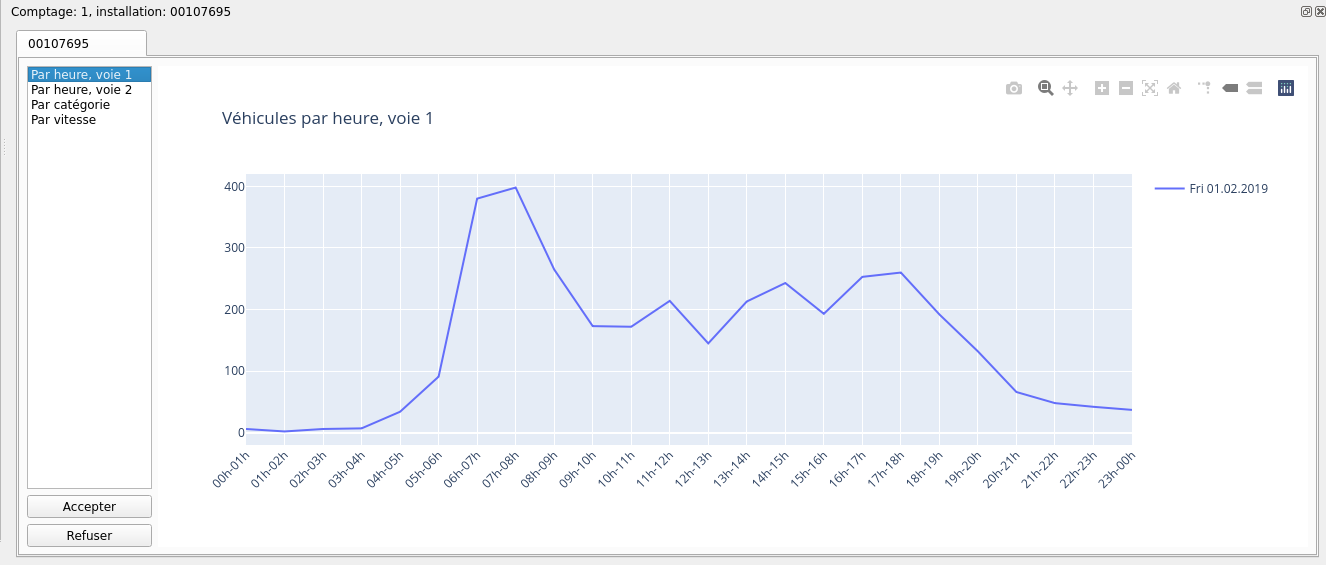 Comptage: 1, installation: 00107695
00107695
Par heure, voie 1
Par heure, voie 2
Par catégorie
Par vitesse
Accepter
Refuser
Véhicules par heure, voie 1
400
300
200
100
0
00h-01h
01h-02h
02h-03h
03h-04h
04h-05h
05h-06h
06h-07h
07h-08h
08h-09h
09h-10h
10h-11h
11h-12h
12h-13h
13h-14h
14h-15h
15h-16h
16h-17h
17h-18h
18h-19h
19h-20h
20h-21h
21h-22h
22h-23h
23h-00h
Fri 01.02.2019